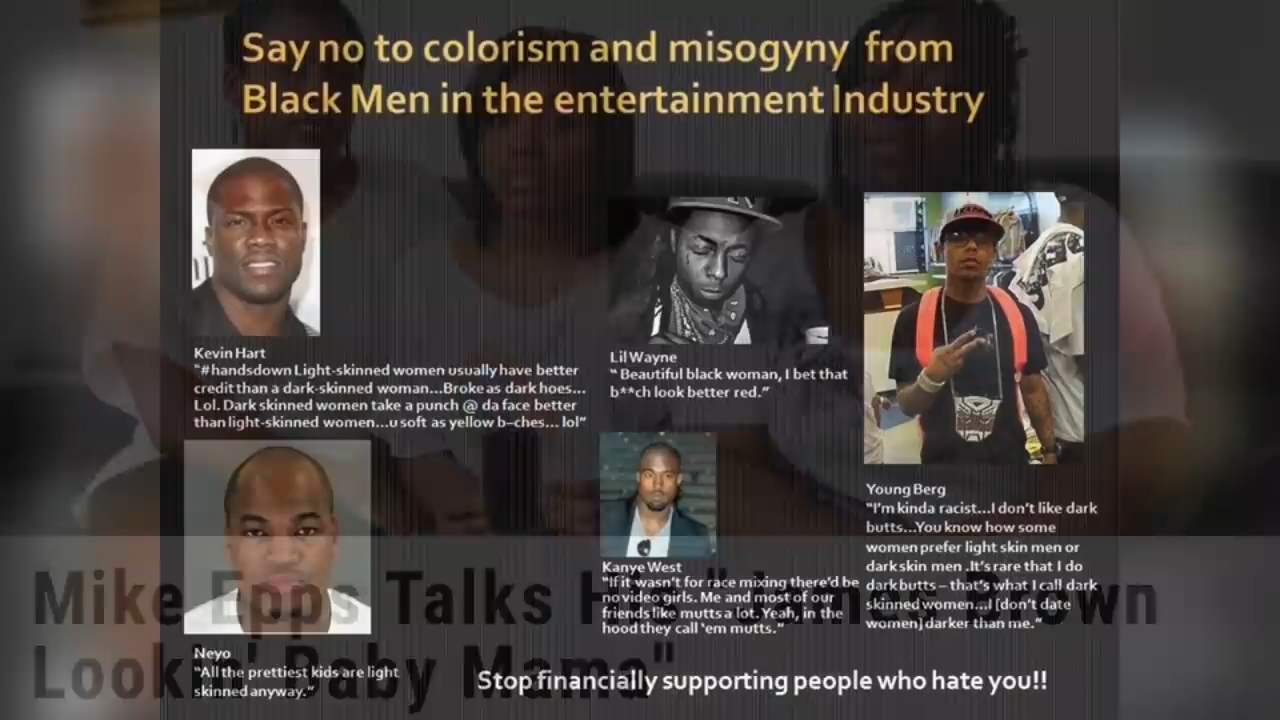 Say no to colorism and misogyny from
Black Men in the entertainment Industry
Kevin Hart
"#handsdown Light-skinned women usually have better
credit than a dark-skinned woman...Broke as dark hoes...
Lol. Dark skinned women take a punch @ da face better
than light-skinned women...u soft as yellow b–ches... lol"
Lil Wayne
" Beautiful black woman, I bet that
b**ch look better red."
Young Berg
"I'm kinda racist...I don't like dark
butts...You know how some
women prefer light skin men or
dark skin men .It's rare that I do
darkbutts – that's what I call dark
skinned women...I [don't date
women] darker than me."
Kanye West
"If it wasn't for race mixing there'd be
no video girls. Me and most of our
friends like mutts a lot. Yeah, in the
hood they call 'em mutts."
Neyo
"All the prettiest kids are light
skinned anyway."
Stop financially supporting people who hate you!!
Mike Epps Talks Brown
Lookin' Baby Mama"